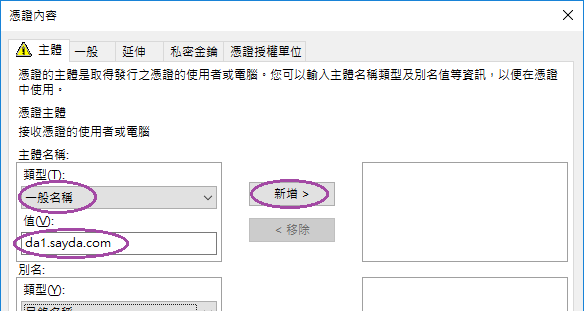 憑證內容
主體 一般 延伸 私密金鑰 憑證授權單位
憑證的主體是取得發行之憑證的使用者或電腦。您可以輸入主體名稱類型及別名值等資訊，以便在憑證
中使用。
憑證主體
接收憑證的使用者或電腦
主體名稱:
類型(T):
一般名稱
新增 >
值(V):
da1.sayda.com
< 移除
別名:
類型(Y):